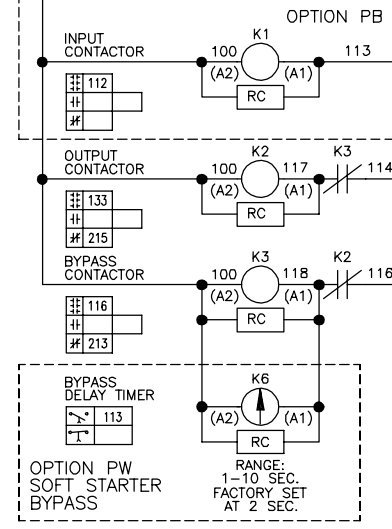 OPTION PB
INPUT
CONTACTOR
K1
100
113
(A2)
(A1)
RC
112
OUTPUT
CONTACTOR
K2
K3
100
117
114
(A2)
(A1)
RC
133
215
BYPASS
CONTACTOR
K3
K2
100
118
116
(A2)
(A1)
RC
116
213
BYPASS
DELAY TIMER
K6
113
(A2)
(A1)
RC
OPTION PW
SOFT STARTER
BYPASS
RANGE:
1-10 SEC.
FACTORY SET
AT 2 SEC.